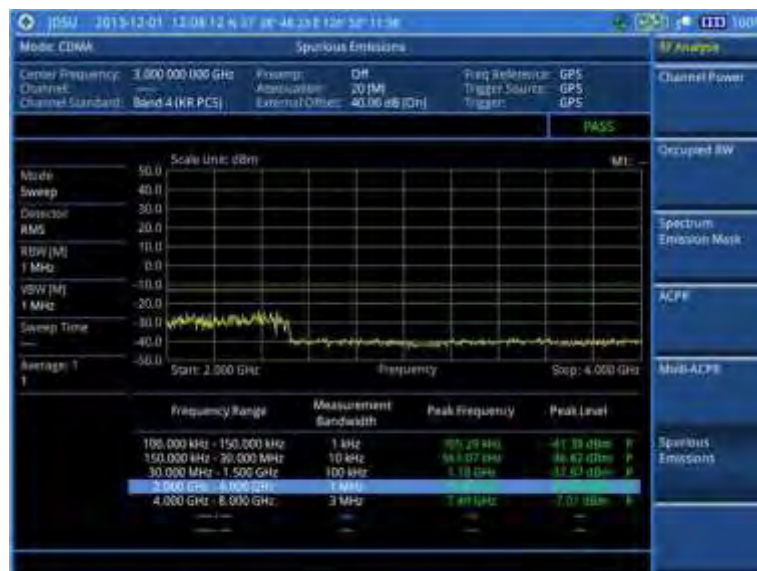 JDSU 2013-12-01 12:08:12 100%
Mode: CDMA Spurious Emissions RF Analysis
Center Frequency: 3.000 000 000 GHz Preamp: Off Freq Reference: GPS
Channel: ---- Attenuation: 20 [M] Trigger Source: GPS
Channel Standard: Band 4 (KR PCS) External Offset: 40.00 dB [On] Trigger: GPS
PASS
Channel Power
Occupied BW
Spectrum
Emission Mask
ACPR
Multi-ACPR
Spurious
Emissions
Mode
Sweep
Detector
RMS
RBW [M]
1 MHz
VBW [M]
1 MHz
Sweep Time
---
Average: 1
1
Scale Unit: dBm M1: --
50.0
40.0
30.0
20.0
10.0
0.0
-10.0
-20.0
-30.0
-40.0
-50.0
Start: 2.000 GHz Frequency Stop: 4.000 GHz
Frequency Range Measurement Bandwidth Peak Frequency Peak Level
100.000 kHz - 150.000 kHz 1 kHz
150.000 kHz - 30.000 MHz 10 kHz
30.000 MHz - 1.500 GHz 100 kHz
2.000 GHz - 4.000 GHz 1 MHz
4.000 GHz - 8.000 GHz 3 MHz